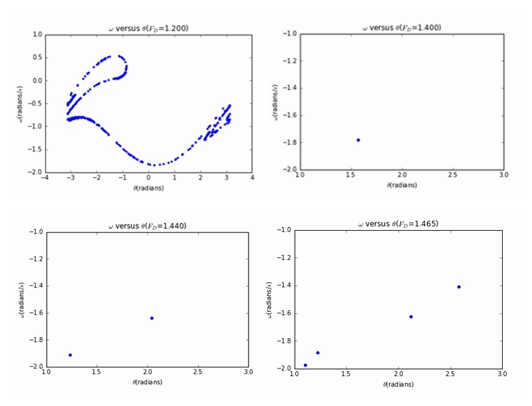 ω versus θ(F_D=1.200)
1.0
0.5
0.0
−0.5
−1.0
−1.5
−2.0
ω(radians/s)
−4 −3 −2 −1 0 1 2 3 4
θ(radians)
ω versus θ(F_D=1.400)
−1.0
−1.2
−1.4
−1.6
−1.8
−2.0
ω(radians/s)
1.0 1.5 2.0 2.5 3.0
θ(radians)
ω versus θ(F_D=1.440)
−1.0
−1.2
−1.4
−1.6
−1.8
−2.0
ω(radians/s)
1.0 1.5 2.0 2.5 3.0
θ(radians)
ω versus θ(F_D=1.465)
−1.0
−1.2
−1.4
−1.6
−1.8
−2.0
ω(radians/s)
1.0 1.5 2.0 2.5 3.0
θ(radians)